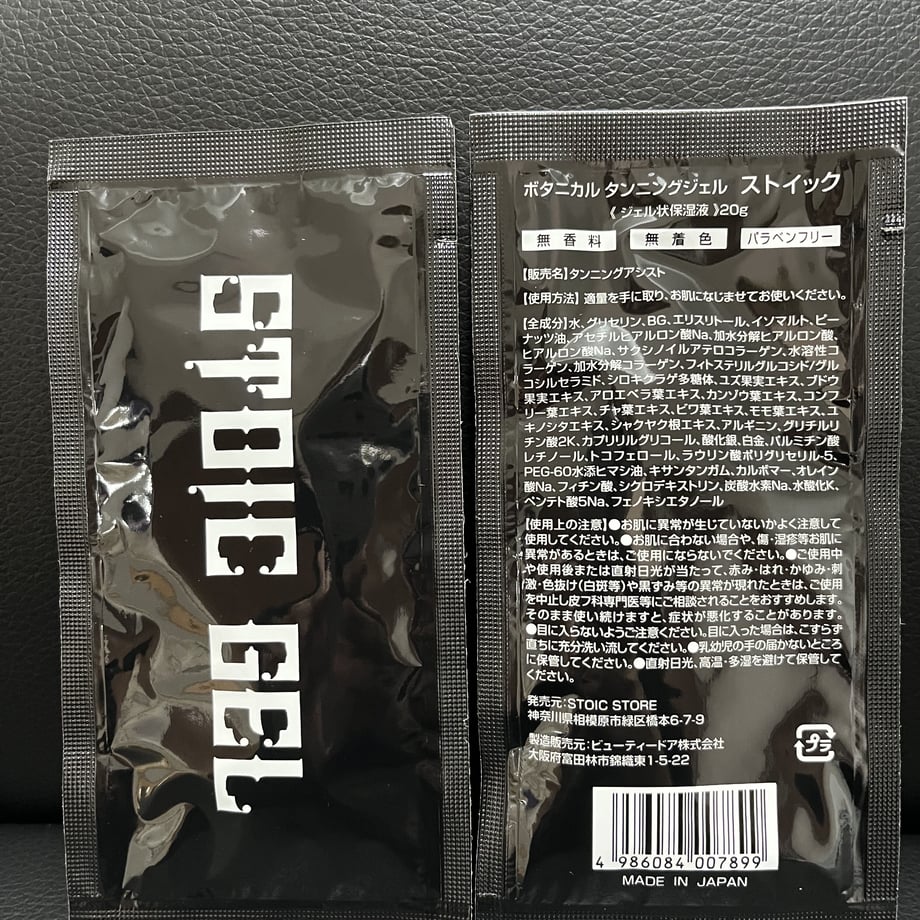 STOIC GEL
ボタニカル タンニングジェル ストイック
《 ジェル状保湿液 》20g
無香料 無着色 パラベンフリー
【販売名】タンニングアシスト
【使用方法】 適量を手に取り、お肌になじませてお使いください。
【全成分】水、グリセリン、BG、エリスリトール、イソマルト、ピー
ナッツ油、アセチルヒアルロン酸Na、加水分解ヒアルロン酸、
ヒアルロン酸Na、サクシノイルアテロコラーゲン、水溶性コ
ラーゲン、加水分解コラーゲン、フィトステリルグルコシド/グル
コシルセラミド、シロキクラゲ多糖体、ユズ果実エキス、ブドウ
果実エキス、アロエベラ葉エキス、カンゾウ葉エキス、コンフ
リー葉エキス、チャ葉エキス、ビワ葉エキス、モモ葉エキス、ユ
キノシタエキス、シャクヤク根エキス、アルギニン、グリチルリ
チン酸2K、カプリリルグリコール、酸化銀、白金、パルミチン酸
レチノール、トコフェロール、ラウリン酸ポリグリセリル-5、
PEG-60水添ヒマシ油、キサンタンガム、カルボマー、オレイン
酸Na、フィチン酸、シクロデキストリン、炭酸水素Na、水酸化K、
ペンテト酸5Na、フェノキシエタノール
【使用上の注意】●お肌に異常が生じていないかよく注意して
使用してください。●お肌に合わない場合や、傷・湿疹等お肌に
異常があるときは、ご使用にならないでください。●ご使用中
や使用後または直射日光が当たって、赤み・はれ・かゆみ・刺
激・色抜け(白斑等)や黒ずみ等の異常が現れたときは、ご使用
を中止し皮フ科専門医等にご相談されることをおすすめします。
そのまま使い続けますと、症状が悪化することがあります。
●目に入らないようご注意ください。目に入った場合は、こすらず
直ちに充分洗い流してください。●乳幼児の手の届かないところ
に保管してください。●直射日光、高温・多湿を避けて保管して
ください。
発売元:STOIC STORE
神奈川県相模原市緑区橋本6-7-9
製造販売元:ビューティードア株式会社
大阪府富田林市錦織東1-5-22
プラ
4 986084 007899
MADE IN JAPAN